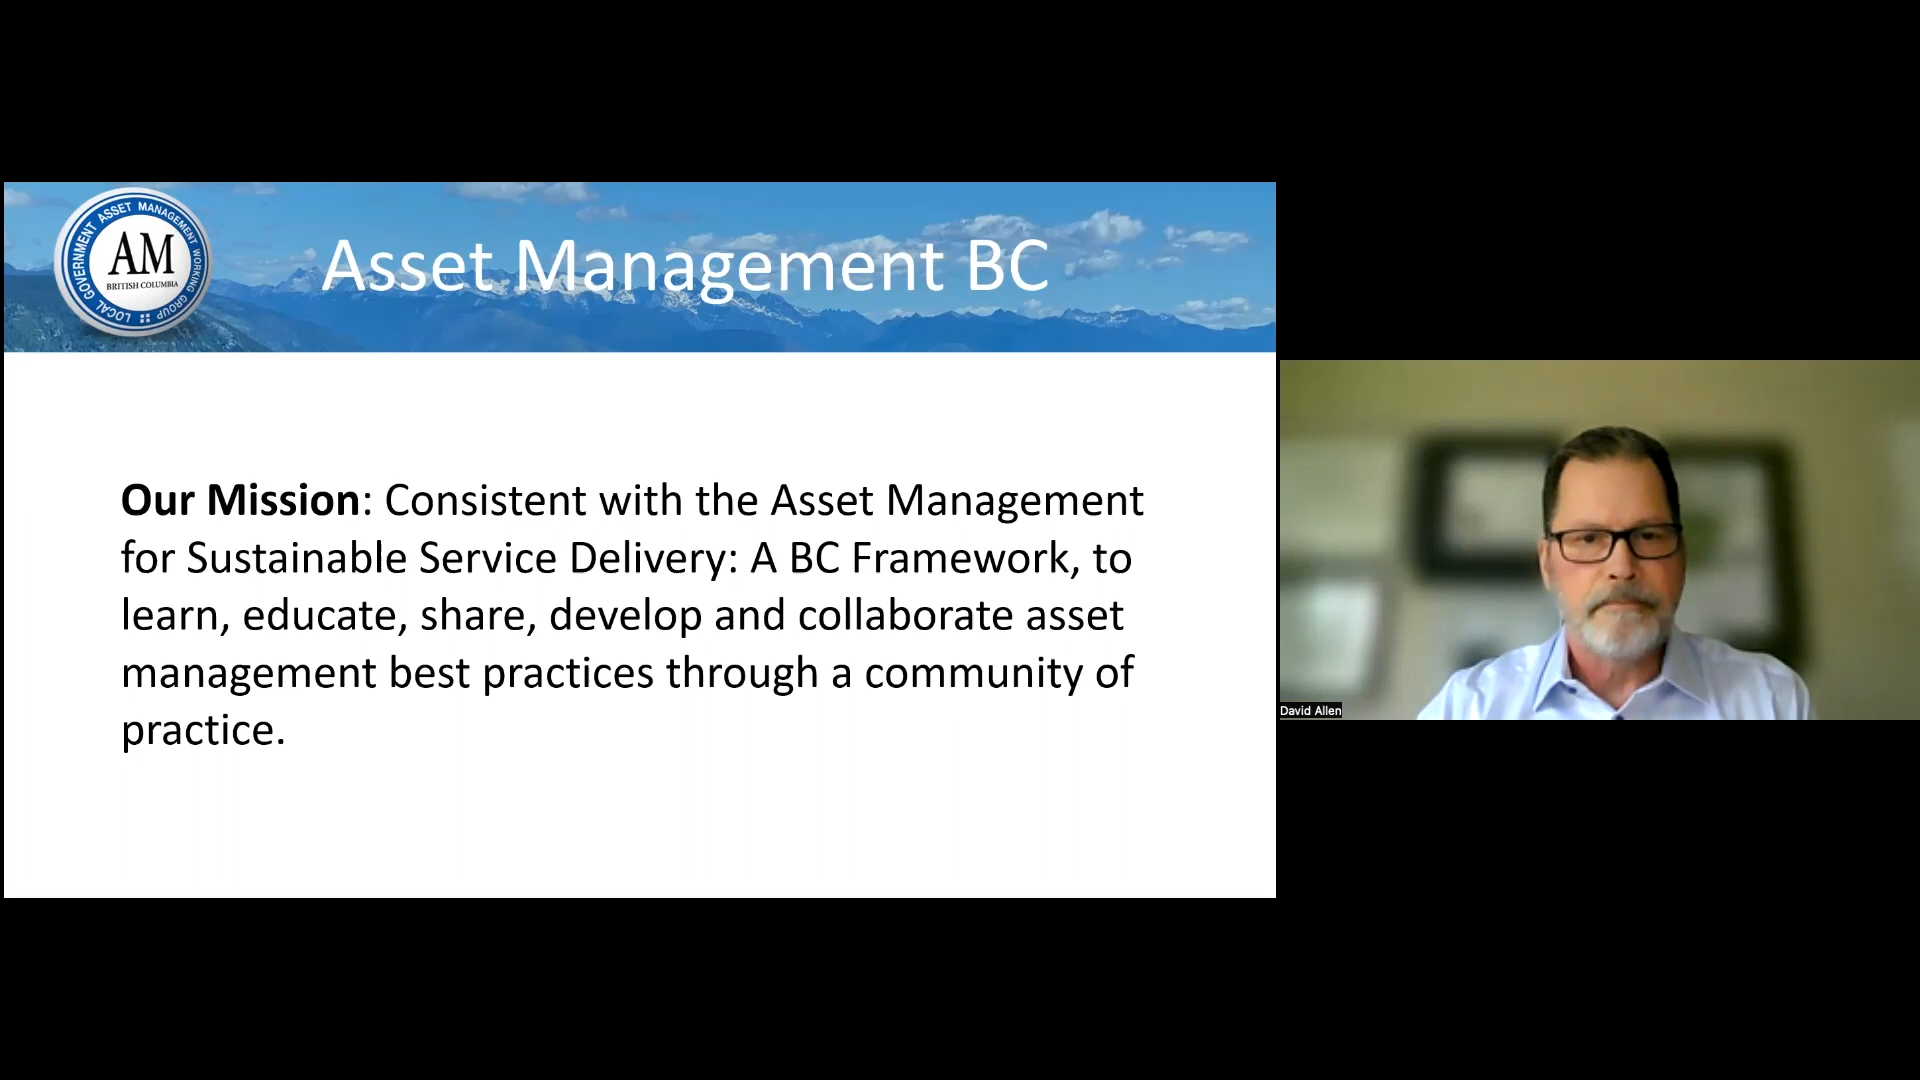 LOCAL GOVERNMENT ASSET MANAGEMENT WORKING GROUP
AM
BRITISH COLUMBIA
Asset Management BC
Our Mission: Consistent with the Asset Management
for Sustainable Service Delivery: A BC Framework, to
learn, educate, share, develop and collaborate asset
management best practices through a community of
practice.
David Allen